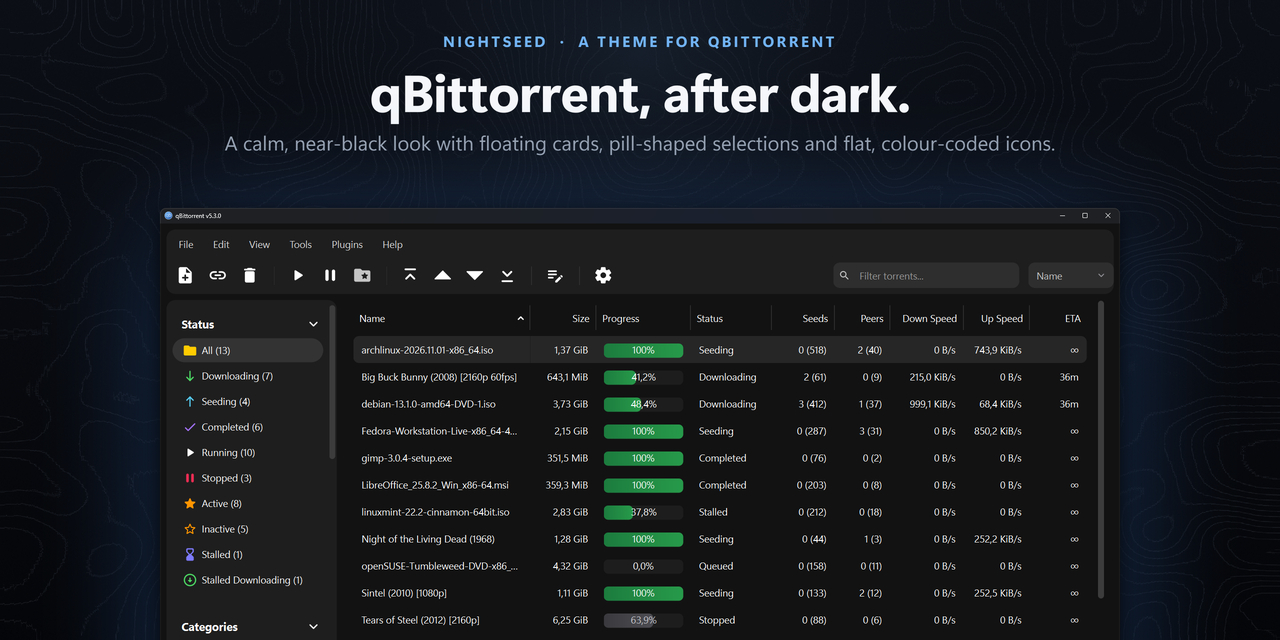 NIGHTSEED · A THEME FOR QBITTORRENT
qBittorrent, after dark.
A calm, near-black look with floating cards, pill-shaped selections and flat, colour-coded icons.
qBittorrent v5.3.0
File Edit View Tools Plugins Help
Filter torrents... Name
Status
All (13)
Downloading (7)
Seeding (4)
Completed (6)
Running (10)
Stopped (3)
Active (8)
Inactive (5)
Stalled (1)
Stalled Downloading (1)
Categories
Name Size Progress Status Seeds Peers Down Speed Up Speed ETA
archlinux-2026.11.01-x86_64.iso 1,37 GiB 100% Seeding 0 (518) 2 (40) 0 B/s 743,9 KiB/s ∞
Big Buck Bunny (2008) [2160p 60fps] 643,1 MiB 41,2% Downloading 2 (61) 0 (9) 215,0 KiB/s 0 B/s 36m
debian-13.1.0-amd64-DVD-1.iso 3,73 GiB 48,4% Downloading 3 (412) 1 (37) 999,1 KiB/s 68,4 KiB/s 36m
Fedora-Workstation-Live-x86_64-4... 2,15 GiB 100% Seeding 0 (287) 3 (31) 0 B/s 850,2 KiB/s ∞
gimp-3.0.4-setup.exe 351,5 MiB 100% Completed 0 (76) 0 (2) 0 B/s 0 B/s ∞
LibreOffice_25.8.2_Win_x86-64.msi 359,3 MiB 100% Completed 0 (203) 0 (8) 0 B/s 0 B/s ∞
linuxmint-22.2-cinnamon-64bit.iso 2,83 GiB 37,8% Stalled 0 (212) 0 (18) 0 B/s 0 B/s ∞
Night of the Living Dead (1968) 1,28 GiB 100% Seeding 0 (44) 1 (3) 0 B/s 252,2 KiB/s ∞
openSUSE-Tumbleweed-DVD-x86_... 4,32 GiB 0,0% Queued 0 (158) 0 (11) 0 B/s 0 B/s ∞
Sintel (2010) [1080p] 1,11 GiB 100% Seeding 0 (133) 2 (12) 0 B/s 252,5 KiB/s ∞
Tears of Steel (2012) [2160p] 6,25 GiB 63,9% Stopped 0 (88) 0 (6) 0 B/s 0 B/s ∞